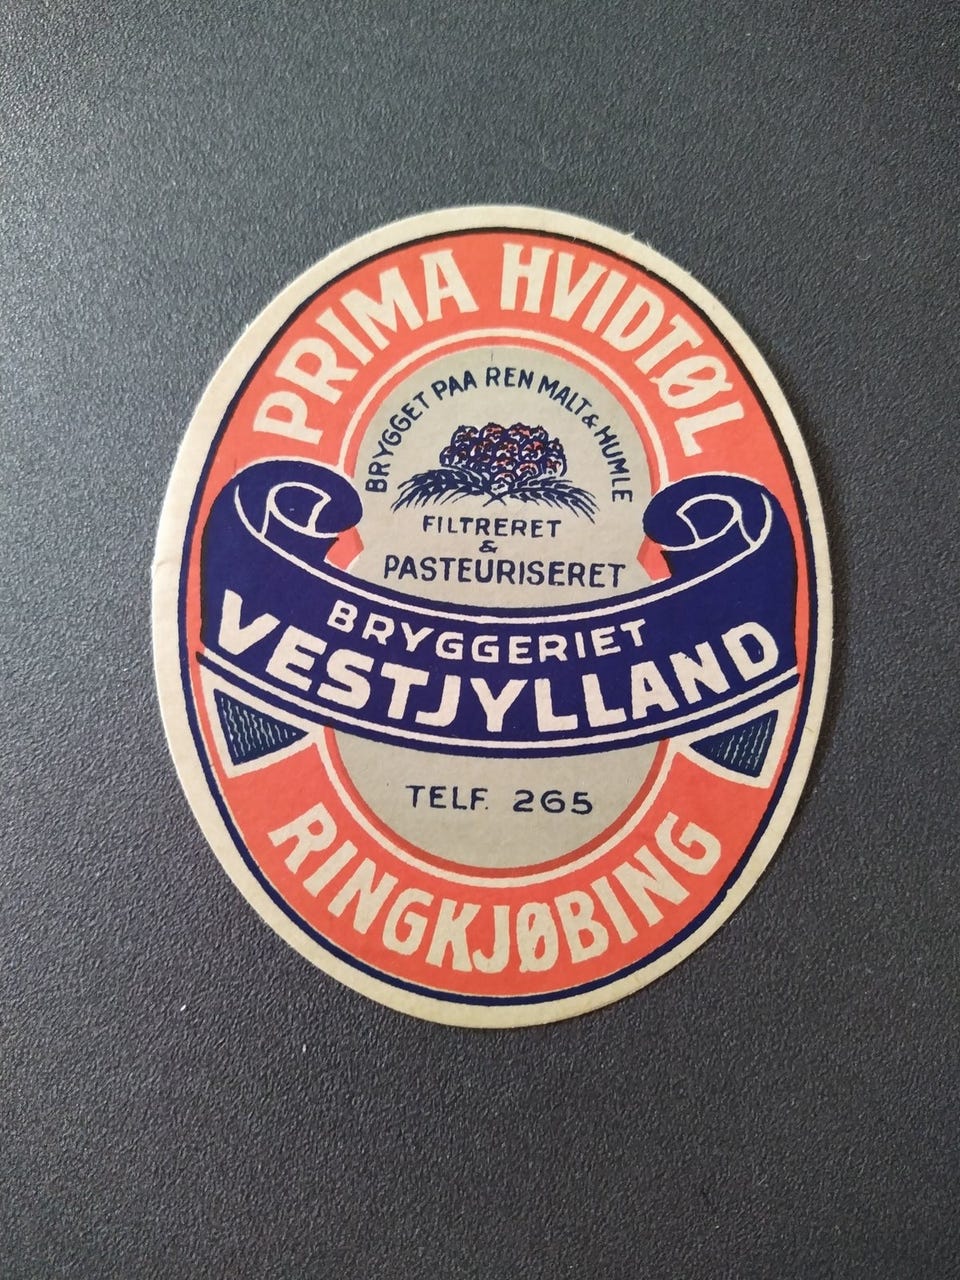 PRIMA HVIDTØL
BRYGGET PAA REN MALT & HUMLE
FILTRERET
&
PASTEURISERET
BRYGGERIET
VESTJYLLAND
TELF. 265
RINGKJØBING